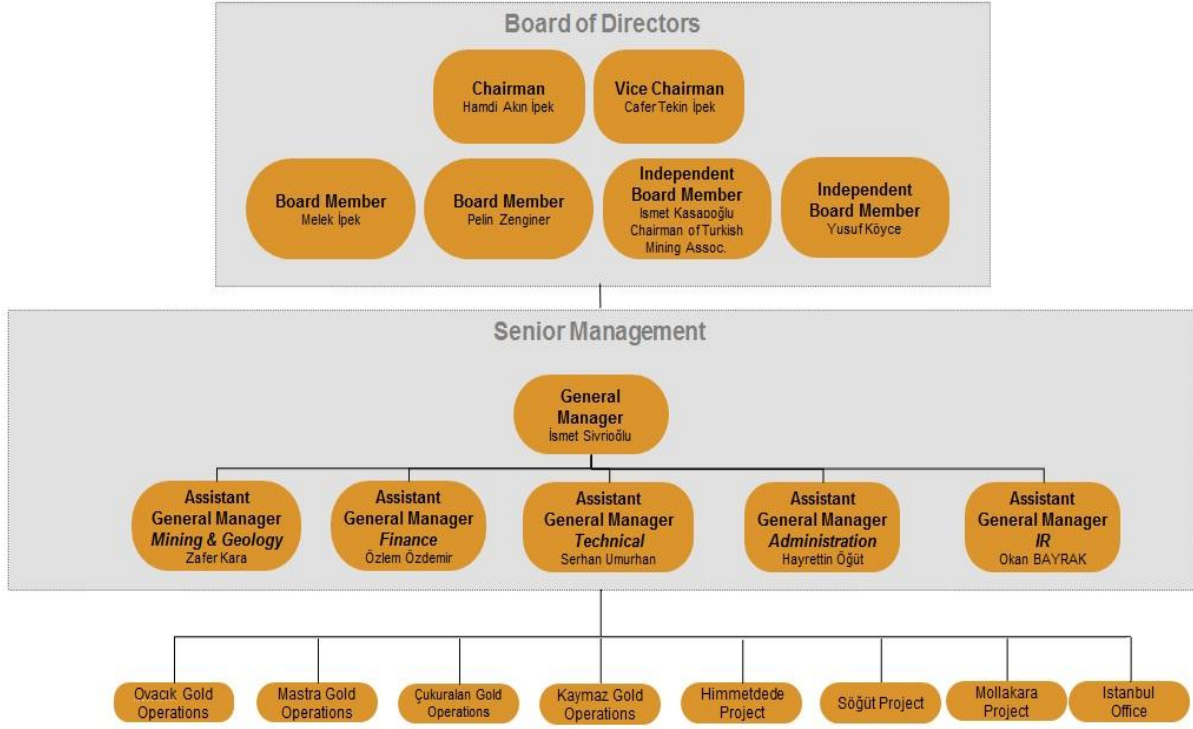 Board of Directors
Chairman
Hamdi Akın İpek
Vice Chairman
Cafer Tekin İpek
Board Member
Melek İpek
Board Member
Pelin Zenginer
Independent
Board Member
Ismet Kasapoğlu
Chairman of Turkish
Mining Assoc.
Independent
Board Member
Yusuf Köyce
Senior Management
General
Manager
İsmet Sivrioğlu
Assistant
General Manager
Mining & Geology
Zafer Kara
Assistant
General Manager
Finance
Özlem Özdemir
Assistant
General Manager
Technical
Serhan Umurhan
Assistant
General Manager
Administration
Hayrettin Öğüt
Assistant
General Manager
IR
Okan BAYRAK
Ovacık Gold
Operations
Mastra Gold
Operations
Çukuralan Gold
Operations
Kaymaz Gold
Operations
Himmetdede
Project
Söğüt Project
Mollakara
Project
Istanbul
Office